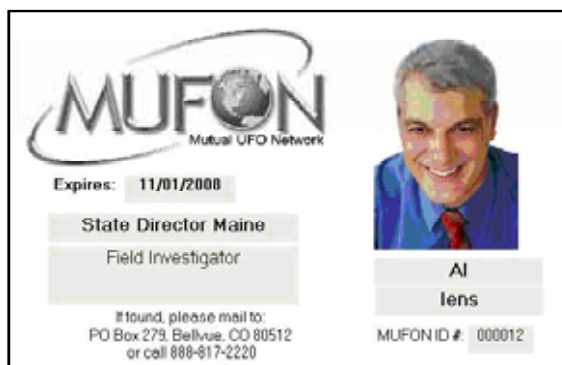 MUFON
Mutual UFO Network
Expires: 11/01/2008
State Director Maine
Field Investigator
If found, please mail to:
PO Box 279, Bellvue, CO 80512
or call 888-817-2220
Al
Iens
MUFON ID #: 000012